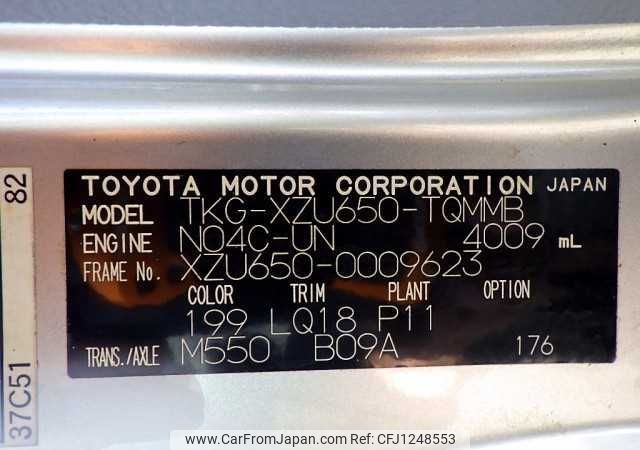 TOYOTA MOTOR CORPORATION JAPAN
MODEL TKG-XZU650-TQMMB
ENGINE N04C-UN 4009 mL
FRAME No. XZU650-0009623
COLOR TRIM PLANT OPTION
199 LQ18 P11
TRANS./AXLE M550 B09A 176
37C51 82
www.CarFromJapan.com - CFJ1248553